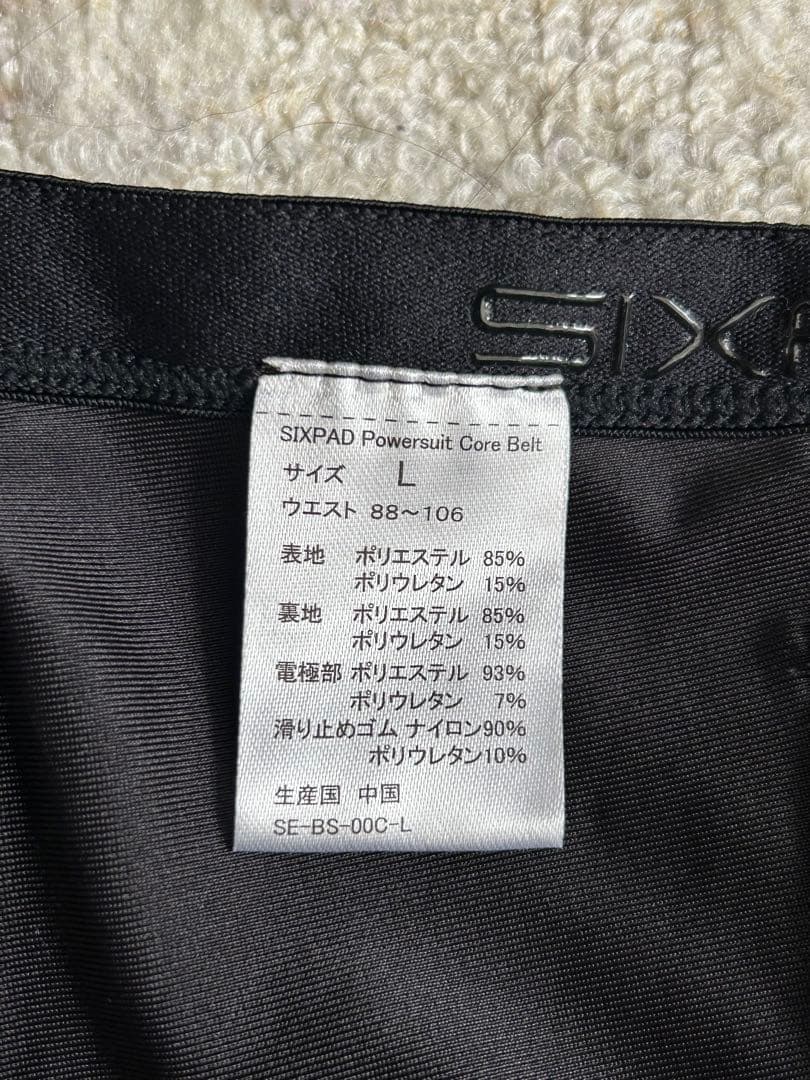 SIX
SIXPAD Powersuit Core Belt
サイズ L
ウエスト 88～106
表地 ポリエステル 85%
ポリウレタン 15%
裏地 ポリエステル 85%
ポリウレタン 15%
電極部 ポリエステル 93%
ポリウレタン 7%
滑り止めゴム ナイロン90%
ポリウレタン10%
生産国 中国
SE-BS-00C-L